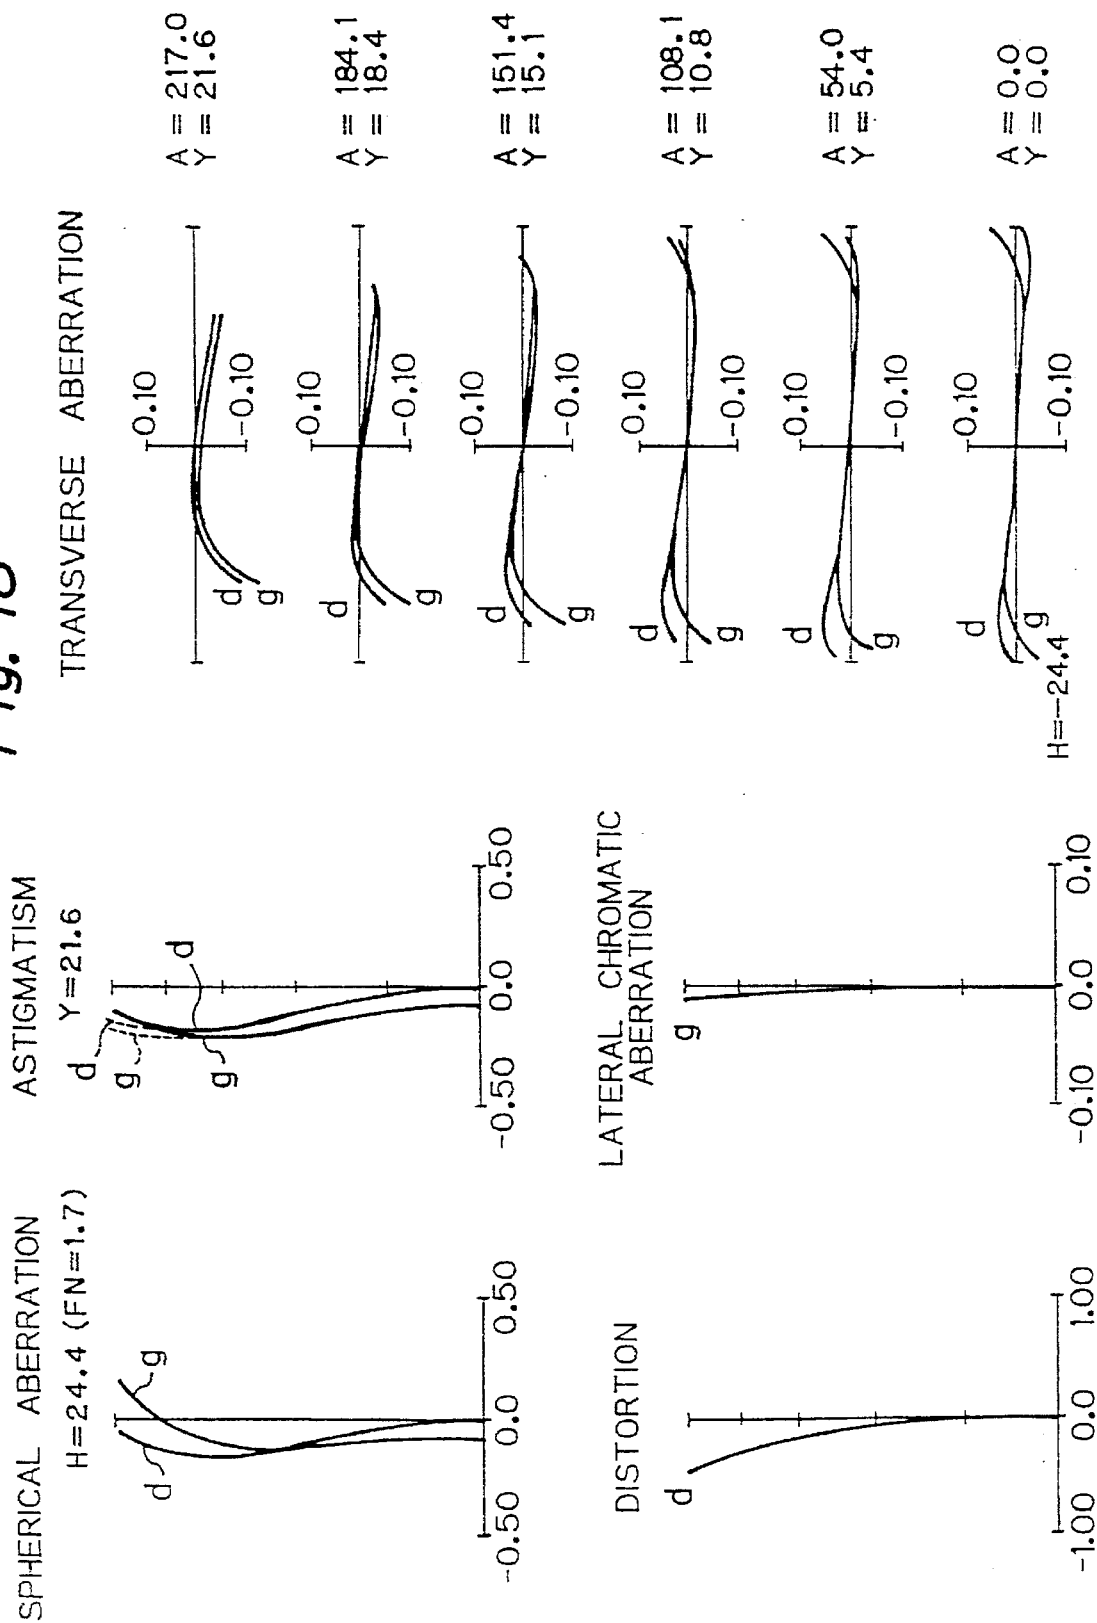 Fig.
SPHERICAL ABERRATION
H=24.4 (FN=1.7)
d
g
-0.50
0.0
0.50
ASTIGMATISM
Y=21.6
d
g
d
g
-0.50
0.0
0.50
DISTORTION
d
-1.00
0.0
1.00
LATERAL CHROMATIC
ABERRATION
g
-0.10
0.0
0.10
TRANSVERSE ABERRATION
0.10
-0.10
d
g
A = 217.0
Y = 21.6
0.10
-0.10
d
g
A = 184.1
Y = 18.4
0.10
-0.10
d
g
A = 151.4
Y = 15.1
0.10
-0.10
d
g
A = 108.1
Y = 10.8
0.10
-0.10
d
g
A = 54.0
Y = 5.4
0.10
-0.10
d
g
H=-24.4
A = 0.0
Y = 0.0